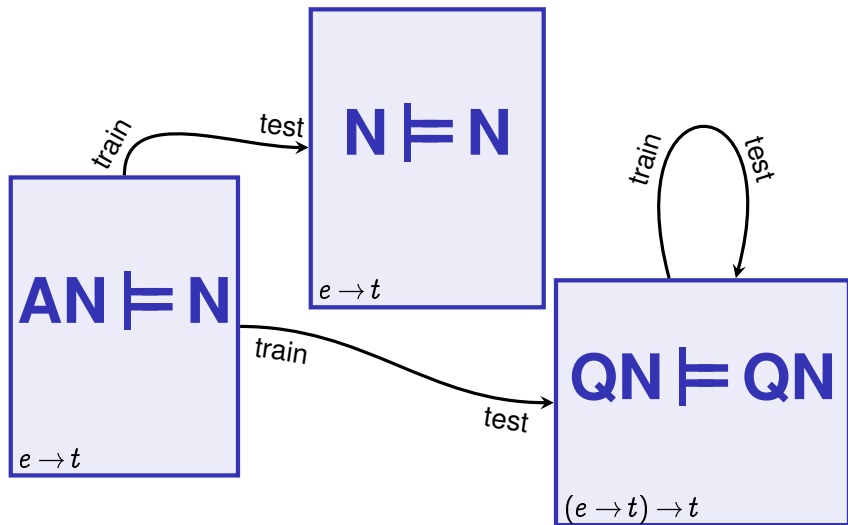 N ⊨ N
e → t
train
test
AN ⊨ N
e → t
train
test
train
test
QN ⊨ QN
(e → t) → t